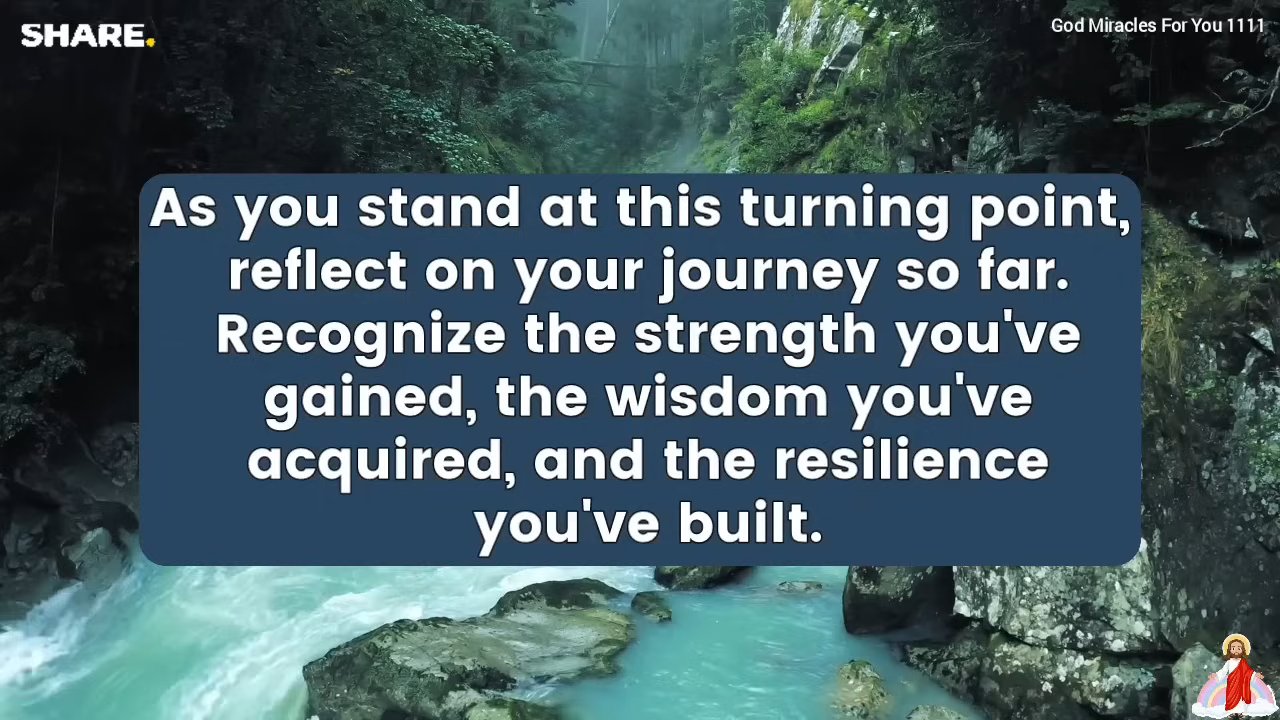 SHARE.
God Miracles For You 1111
As you stand at this turning point,
reflect on your journey so far.
Recognize the strength you've
gained, the wisdom you've
acquired, and the resilience
you've built.